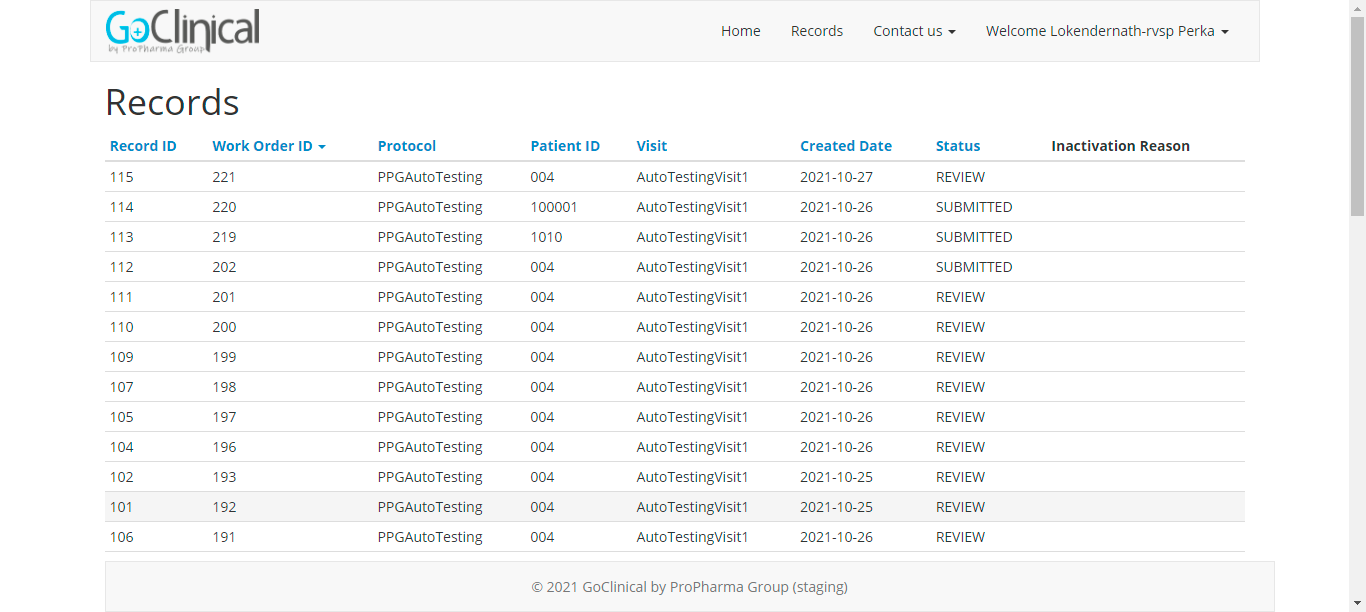 GoClinical
by ProPharma Group
Home Records Contact us Welcome Lokendernath-rvsp Perka
Records
Record ID Work Order ID Protocol Patient ID Visit Created Date Status Inactivation Reason
115 221 PPGAutoTesting 004 AutoTestingVisit1 2021-10-27 REVIEW
114 220 PPGAutoTesting 100001 AutoTestingVisit1 2021-10-26 SUBMITTED
113 219 PPGAutoTesting 1010 AutoTestingVisit1 2021-10-26 SUBMITTED
112 202 PPGAutoTesting 004 AutoTestingVisit1 2021-10-26 SUBMITTED
111 201 PPGAutoTesting 004 AutoTestingVisit1 2021-10-26 REVIEW
110 200 PPGAutoTesting 004 AutoTestingVisit1 2021-10-26 REVIEW
109 199 PPGAutoTesting 004 AutoTestingVisit1 2021-10-26 REVIEW
107 198 PPGAutoTesting 004 AutoTestingVisit1 2021-10-26 REVIEW
105 197 PPGAutoTesting 004 AutoTestingVisit1 2021-10-26 REVIEW
104 196 PPGAutoTesting 004 AutoTestingVisit1 2021-10-26 REVIEW
102 193 PPGAutoTesting 004 AutoTestingVisit1 2021-10-25 REVIEW
101 192 PPGAutoTesting 004 AutoTestingVisit1 2021-10-25 REVIEW
106 191 PPGAutoTesting 004 AutoTestingVisit1 2021-10-26 REVIEW
© 2021 GoClinical by ProPharma Group (staging)